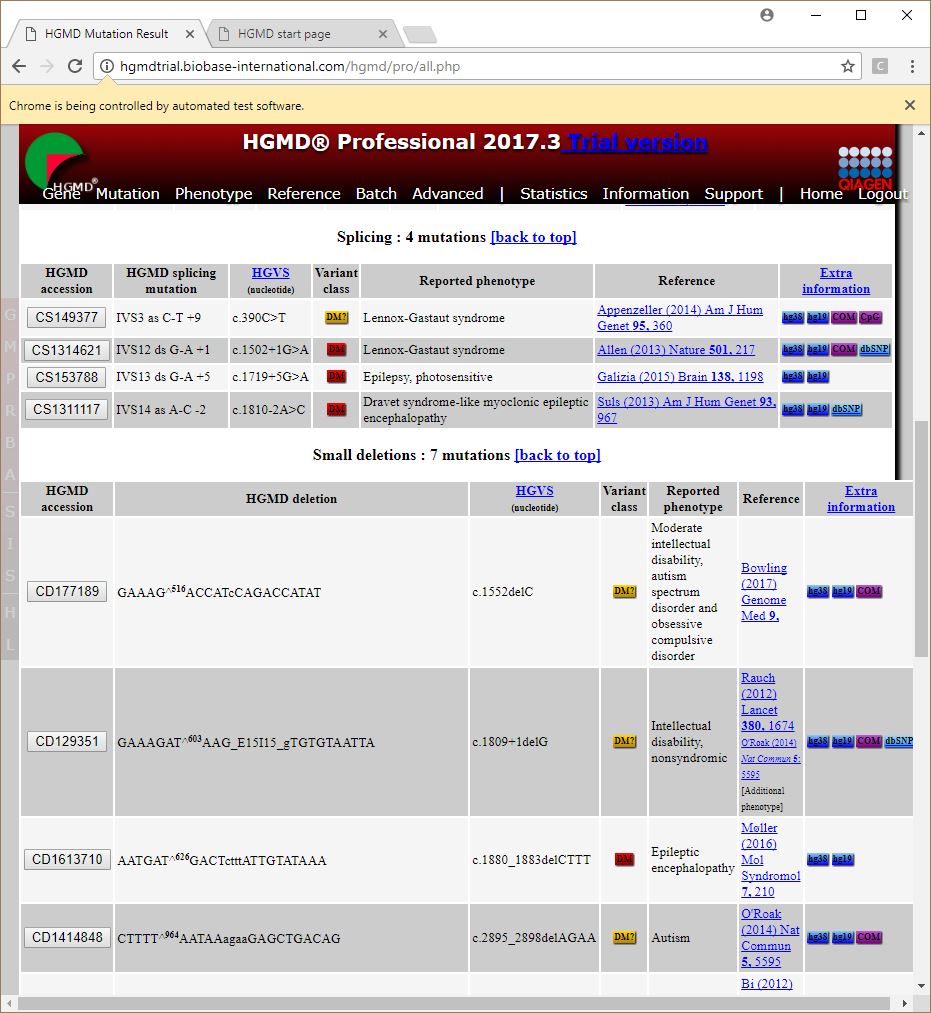 HGMD Mutation Result
HGMD start page
hgmdtrial.biobase-international.com/hgmd/pro/all.php
C
Chrome is being controlled by automated test software.
HGMD® Professional 2017.3 Trial version
HGMD®
QIAGEN
Gene Mutation Phenotype Reference Batch Advanced | Statistics Information Support | Home Logout
G
M
P
R
B
A
S
I
S
H
L
Splicing : 4 mutations [back to top]
HGMD accession HGMD splicing mutation HGVS (nucleotide) Variant class Reported phenotype Reference Extra information
CS149377 IVS3 as C-T +9 c.390C>T DM? Lennox-Gastaut syndrome Appenzeller (2014) Am J Hum Genet 95, 360 hg38 hg19 COM CpG
CS1314621 IVS12 ds G-A +1 c.1502+1G>A DM Lennox-Gastaut syndrome Allen (2013) Nature 501, 217 hg38 hg19 COM dbSNP
CS153788 IVS13 ds G-A +5 c.1719+5G>A DM Epilepsy, photosensitive Galizia (2015) Brain 138, 1198 hg38 hg19
CS1311117 IVS14 as A-C -2 c.1810-2A>C DM Dravet syndrome-like myoclonic epileptic encephalopathy Suls (2013) Am J Hum Genet 93, 967 hg38 hg19 dbSNP
Small deletions : 7 mutations [back to top]
HGMD accession HGMD deletion HGVS (nucleotide) Variant class Reported phenotype Reference Extra information
CD177189 GAAAG^516ACCATcCAGACCATAT c.1552delC DM? Moderate intellectual disability, autism spectrum disorder and obsessive compulsive disorder Bowling (2017) Genome Med 9, hg38 hg19 COM
CD129351 GAAAGAT^603AAG_E15I15_gTGTGTAATTA c.1809+1delG DM? Intellectual disability, nonsyndromic Rauch (2012) Lancet 380, 1674 O'Roak (2014) Nat Commun 5: 5595 [Additional phenotype] hg38 hg19 COM dbSNP
CD1613710 AATGAT^626GACTctttATTGTATAAA c.1880_1883delCTTT DM Epileptic encephalopathy Møller (2016) Mol Syndromol 7, 210 hg38 hg19
CD1414848 CTTTT^964AATAAagaaGAGCTGACAG c.2895_2898delAGAA DM? Autism O'Roak (2014) Nat Commun 5, 5595 hg38 hg19 COM
Bi (2012)